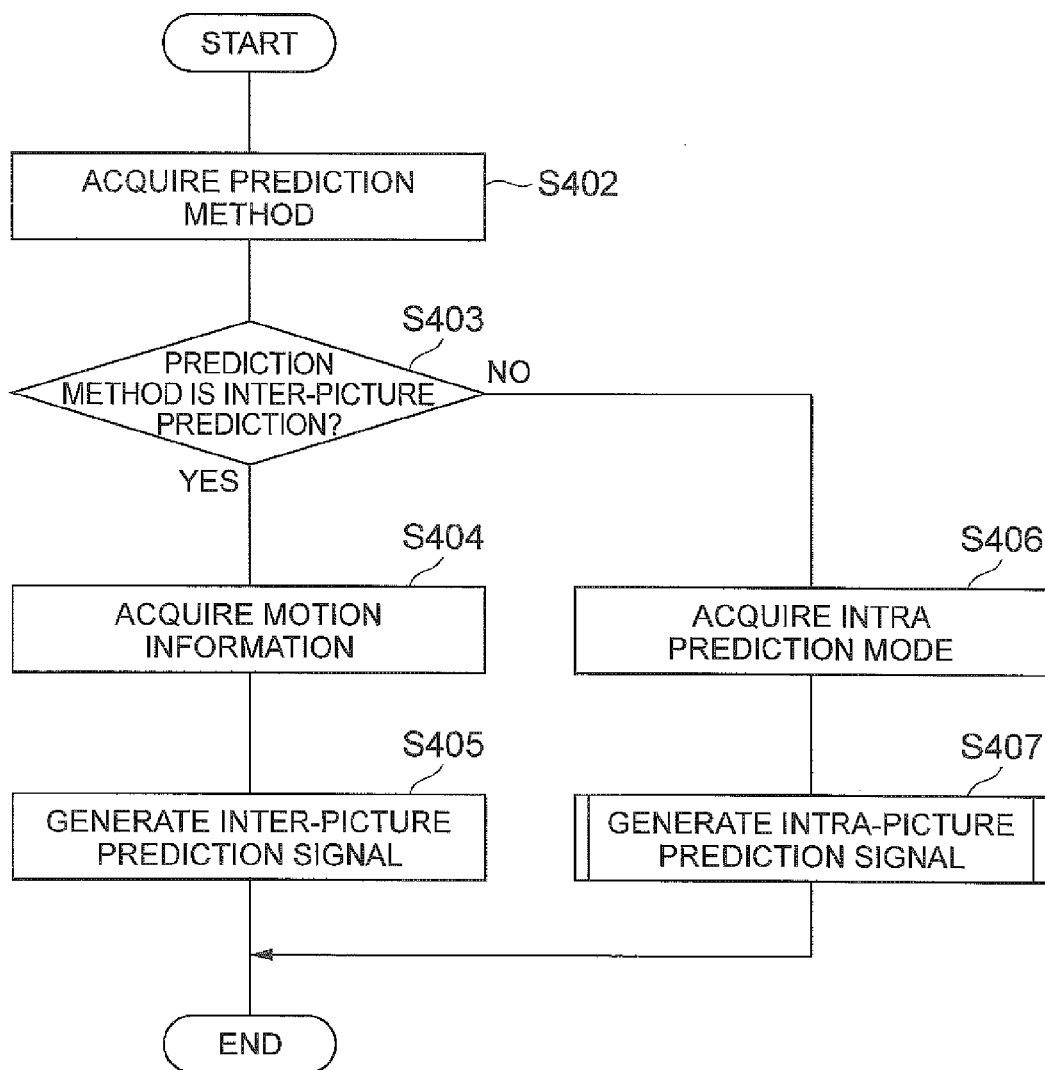 START
ACQUIRE PREDICTION
METHOD
S402
S403
PREDICTION
METHOD IS INTER-PICTURE
PREDICTION?
NO
YES
S404
ACQUIRE MOTION
INFORMATION
S406
ACQUIRE INTRA
PREDICTION MODE
S405
GENERATE INTER-PICTURE
PREDICTION SIGNAL
S407
GENERATE INTRA-PICTURE
PREDICTION SIGNAL
END